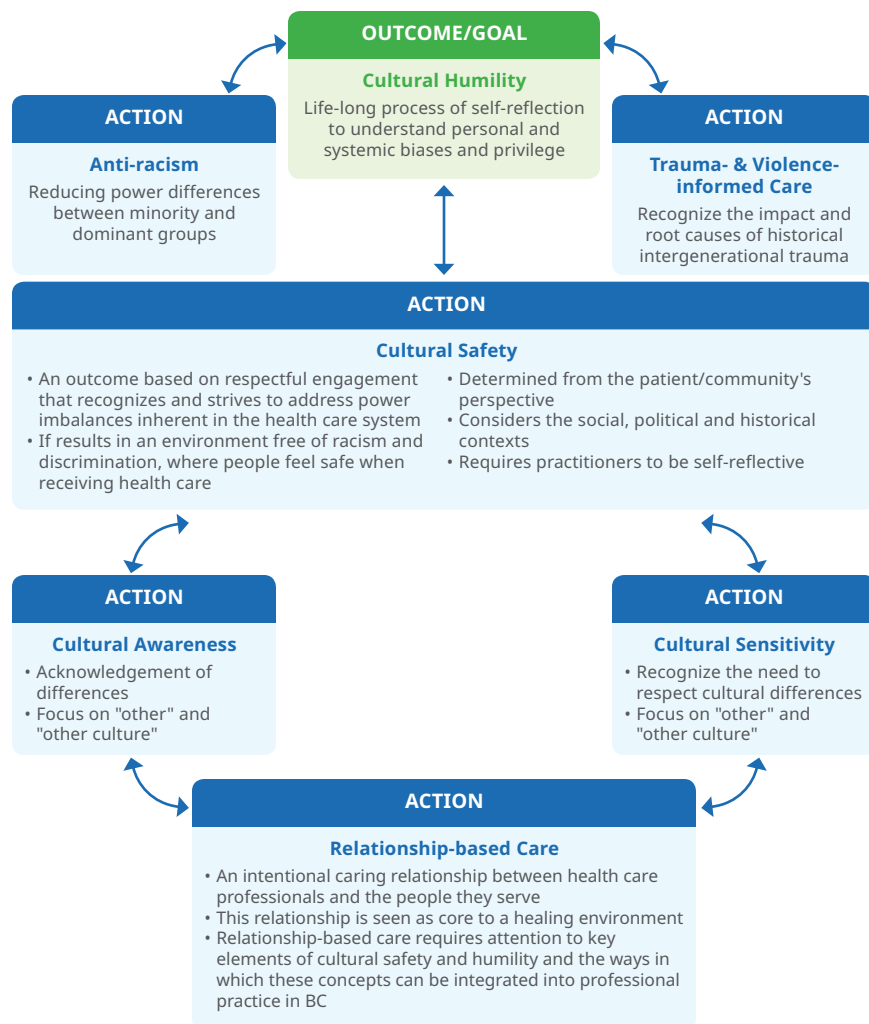 OUTCOME/GOAL
Cultural Humility
Life-long process of self-reflection
to understand personal and
systemic biases and privilege
ACTION
Anti-racism
Reducing power differences
between minority and
dominant groups
ACTION
Trauma- & Violence-
informed Care
Recognize the impact and
root causes of historical
intergenerational trauma
ACTION
Cultural Safety
• An outcome based on respectful engagement
that recognizes and strives to address power
imbalances inherent in the health care system
• If results in an environment free of racism and
discrimination, where people feel safe when
receiving health care
• Determined from the patient/community's
perspective
• Considers the social, political and historical
contexts
• Requires practitioners to be self-reflective
ACTION
Cultural Awareness
• Acknowledgement of
differences
• Focus on "other" and
"other culture"
ACTION
Cultural Sensitivity
• Recognize the need to
respect cultural differences
• Focus on "other" and
"other culture"
ACTION
Relationship-based Care
• An intentional caring relationship between health care
professionals and the people they serve
• This relationship is seen as core to a healing environment
• Relationship-based care requires attention to key
elements of cultural safety and humility and the ways in
which these concepts can be integrated into professional
practice in BC